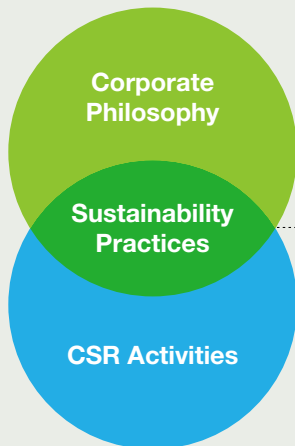 Corporate
Philosophy
Sustainability
Practices
CSR Activities